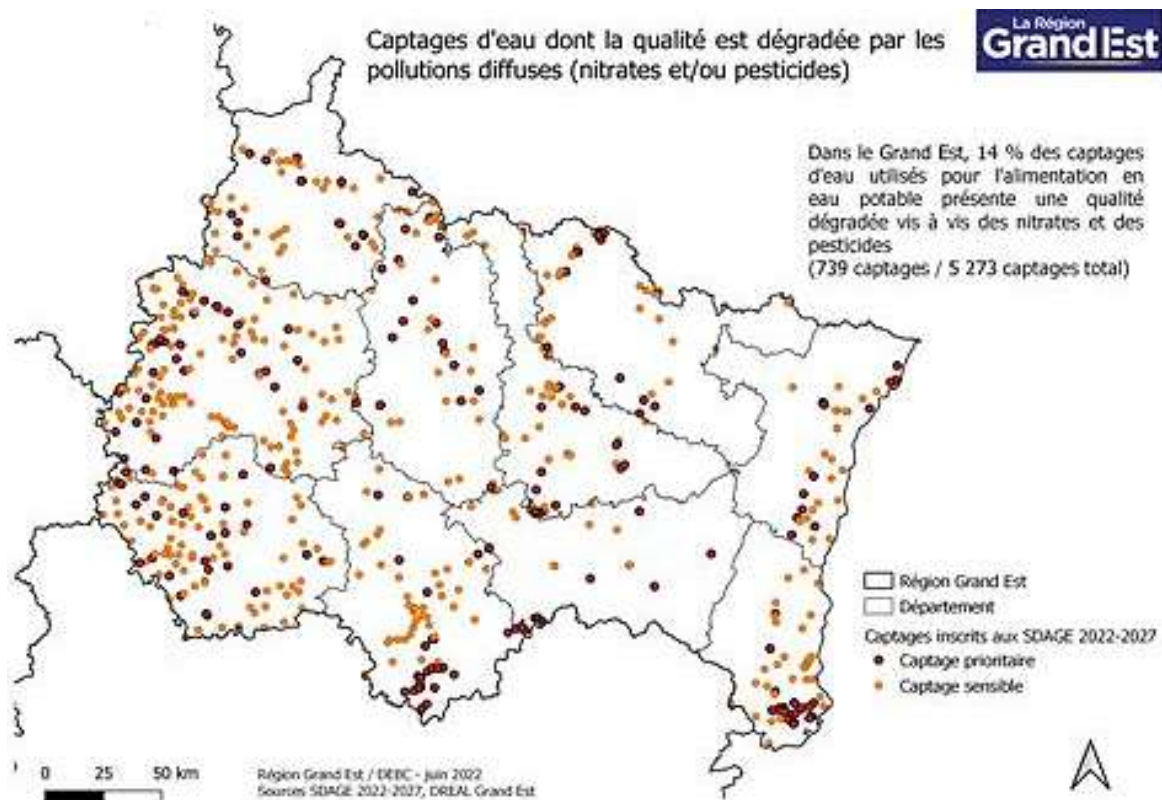 Captages d'eau dont la qualité est dégradée par les
pollutions diffuses (nitrates et/ou pesticides)
La Région
Grand Est
Dans le Grand Est, 14 % des captages
d'eau utilisés pour l'alimentation en
eau potable présente une qualité
dégradée vis à vis des nitrates et des
pesticides
(739 captages / 5 273 captages total)
Région Grand Est
Département
Captages inscrits aux SDAGE 2022-2027
Captage prioritaire
Captage sensible
0 25 50 km
Région Grand Est / DEBC - juin 2022
Sources SDAGE 2022-2027, DREAL Grand Est